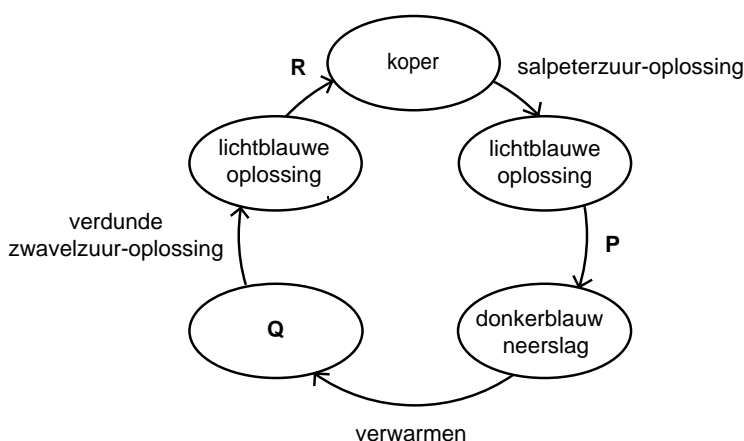 koper
R
salpeterzuur-oplossing
lichtblauwe
oplossing
lichtblauwe
oplossing
verdunde
zwavelzuur-oplossing
P
Q
donkerblauw
neerslag
verwarmen